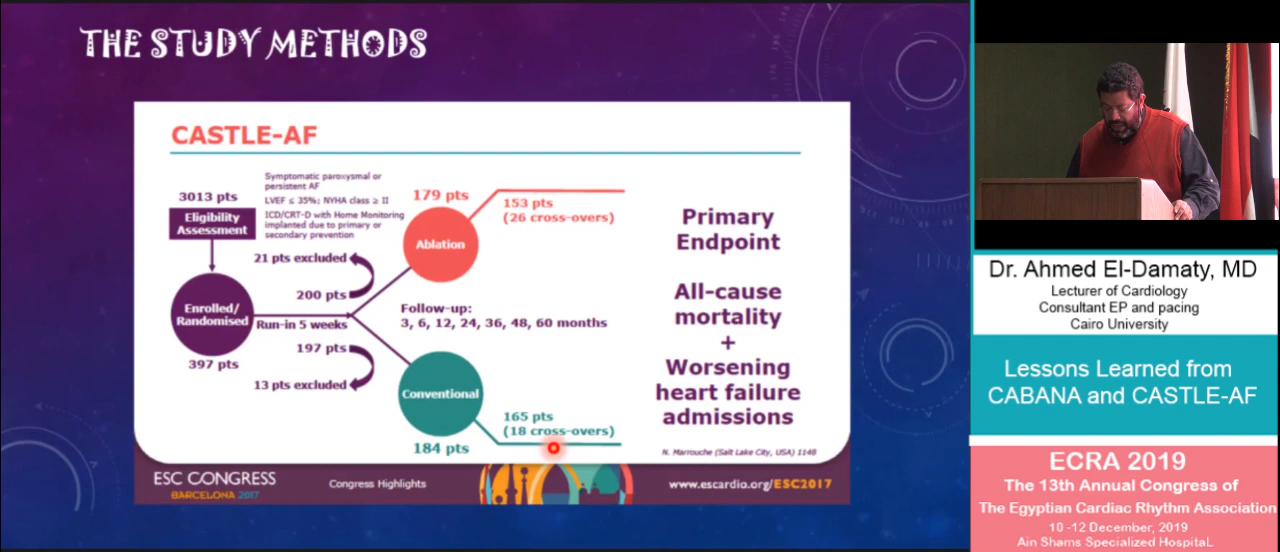 THE STUDY METHODS
CASTLE-AF
3013 pts
Eligibility
Assessment
Symptomatic paroxysmal or
persistent AF
LVEF ≤ 35%; NYHA class ≥ II
ICD/CRT-D with Home Monitoring
implanted due to primary or
secondary prevention
21 pts excluded
200 pts
Enrolled/
Randomised
Run-in 5 weeks
397 pts
197 pts
13 pts excluded
179 pts
Ablation
153 pts
(26 cross-overs)
Follow-up:
3, 6, 12, 24, 36, 48, 60 months
Conventional
184 pts
165 pts
(18 cross-overs)
Primary
Endpoint
All-cause
mortality
+
Worsening
heart failure
admissions
N. Marrouche (Salt Lake City, USA) 1148
ESC CONGRESS
BARCELONA 2017
Congress Highlights
www.escardio.org/ESC2017
Dr. Ahmed El-Damaty, MD
Lecturer of Cardiology
Consultant EP and pacing
Cairo University
Lessons Learned from
CABANA and CASTLE-AF
ECRA 2019
The 13th Annual Congress of
The Egyptian Cardiac Rhythm Association
10 -12 December, 2019
Ain Shams Specialized HospitaL